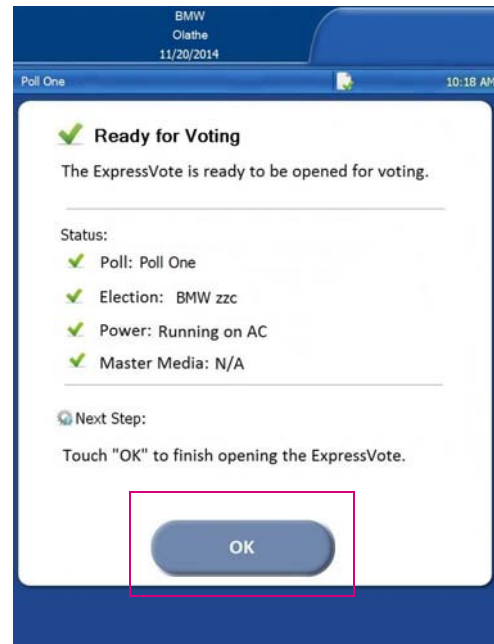 BMW
Olathe
11/20/2014
Poll One 10:18 AM
Ready for Voting
The ExpressVote is ready to be opened for voting.
Status:
Poll: Poll One
Election: BMW zzc
Power: Running on AC
Master Media: N/A
Next Step:
Touch "OK" to finish opening the ExpressVote.
OK